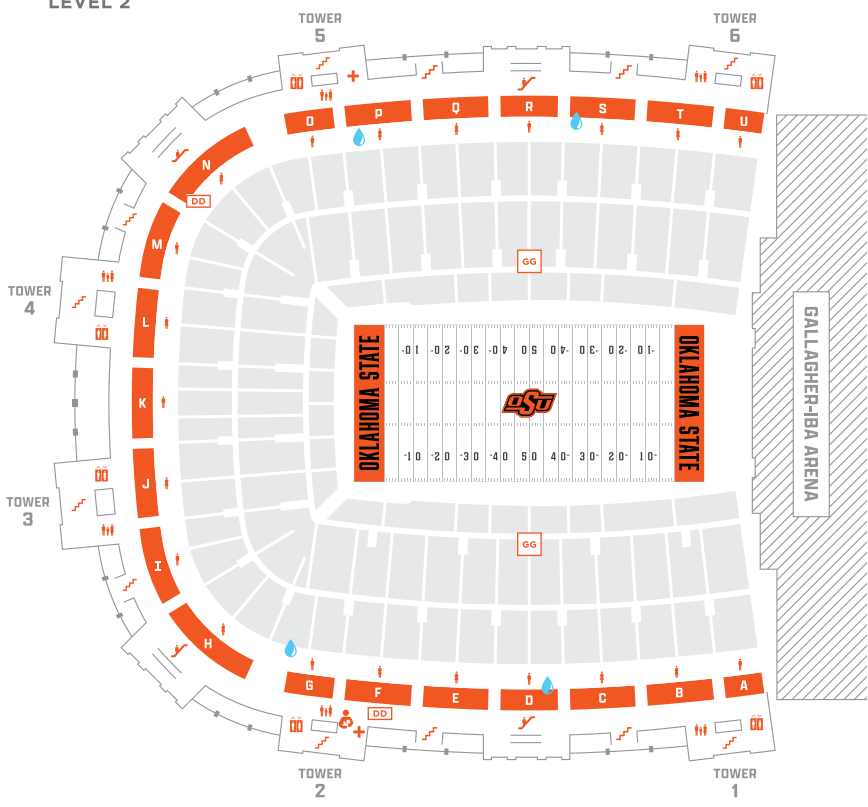 LEVEL 2
TOWER
5
TOWER
6
O
P
Q
R
S
T
U
N
DD
M
TOWER
4
L
K
J
TOWER
3
I
H
GG
GALLAGHER-IBA ARENA
OKLAHOMA STATE
-10 -20 -30 -40 50 40- 30- 20- 10-
OSU
-10 -20 -30 -40 50 40- 30- 20- 10-
OKLAHOMA STATE
GG
G
F
E
D
C
B
A
DD
TOWER
2
TOWER
1